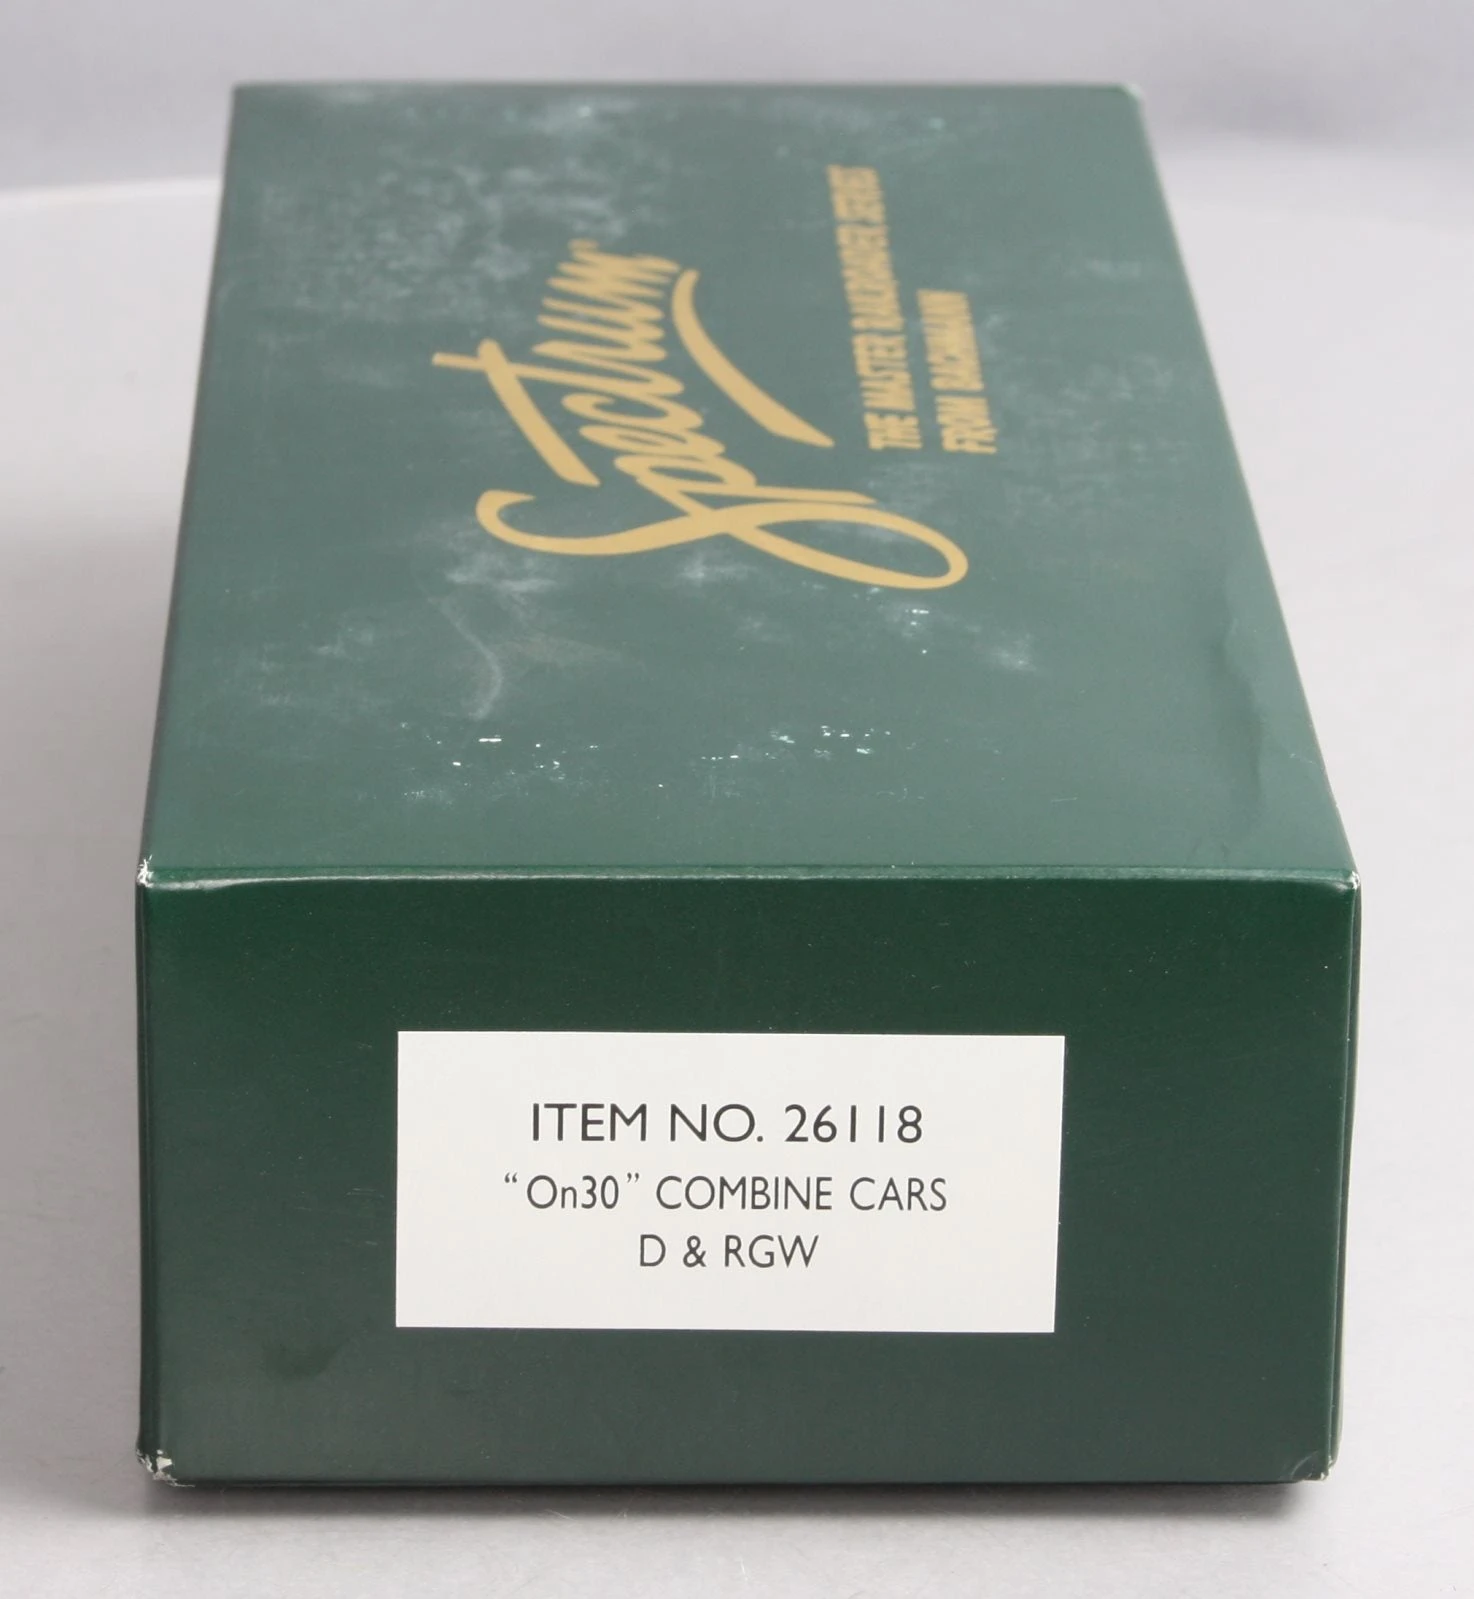 Spectrum®
THE MASTER RAILROADER SERIES
FROM BACHMANN
ITEM NO. 26118
“On30” COMBINE CARS
D & RGW